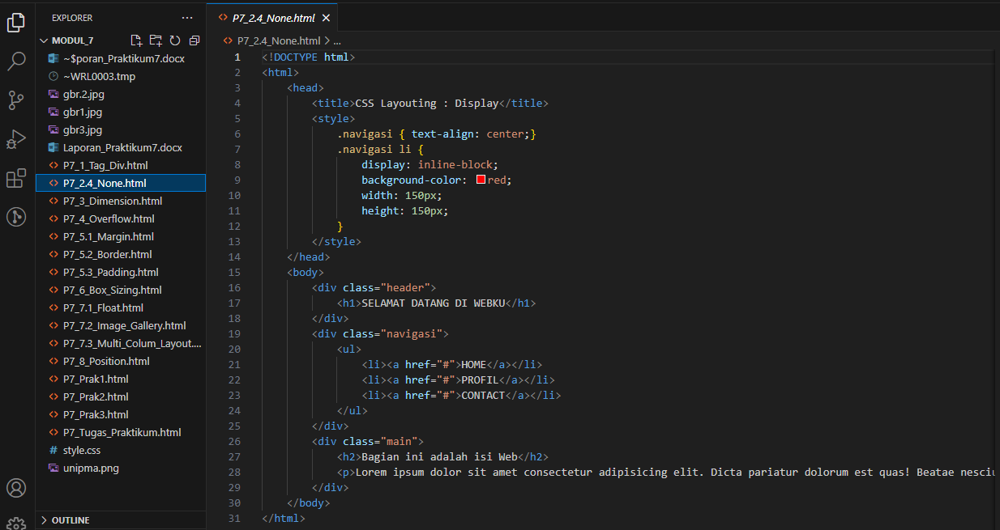 EXPLORER ...
MODUL_7
~$poran_Praktikum7.docx
~WRL0003.tmp
gbr.2.jpg
gbr1.jpg
gbr3.jpg
Laporan_Praktikum7.docx
P7_1_Tag_Div.html
P7_2.4_None.html
P7_3_Dimension.html
P7_4_Overflow.html
P7_5.1_Margin.html
P7_5.2_Border.html
P7_5.3_Padding.html
P7_6_Box_Sizing.html
P7_7.1_Float.html
P7_7.2_Image_Gallery.html
P7_7.3_Multi_Colum_Layout....
P7_8_Position.html
P7_Prak1.html
P7_Prak2.html
P7_Prak3.html
P7_Tugas_Praktikum.html
# style.css
unipma.png
OUTLINE
P7_2.4_None.html
P7_2.4_None.html > ...
1 <!DOCTYPE html>
2 <html>
3 <head>
4 <title>CSS Layouting : Display</title>
5 <style>
6 .navigasi { text-align: center;}
7 .navigasi li {
8 display: inline-block;
9 background-color: red;
10 width: 150px;
11 height: 150px;
12 }
13 </style>
14 </head>
15 <body>
16 <div class="header">
17 <h1>SELAMAT DATANG DI WEBKU</h1>
18 </div>
19 <div class="navigasi">
20 <ul>
21 <li><a href="#">HOME</a></li>
22 <li><a href="#">PROFIL</a></li>
23 <li><a href="#">CONTACT</a></li>
24 </ul>
25 </div>
26 <div class="main">
27 <h2>Bagian ini adalah isi Web</h2>
28 <p>Lorem ipsum dolor sit amet consectetur adipisicing elit. Dicta pariatur dolorum est quas! Beatae nesciu
29 </div>
30 </body>
31 </html>